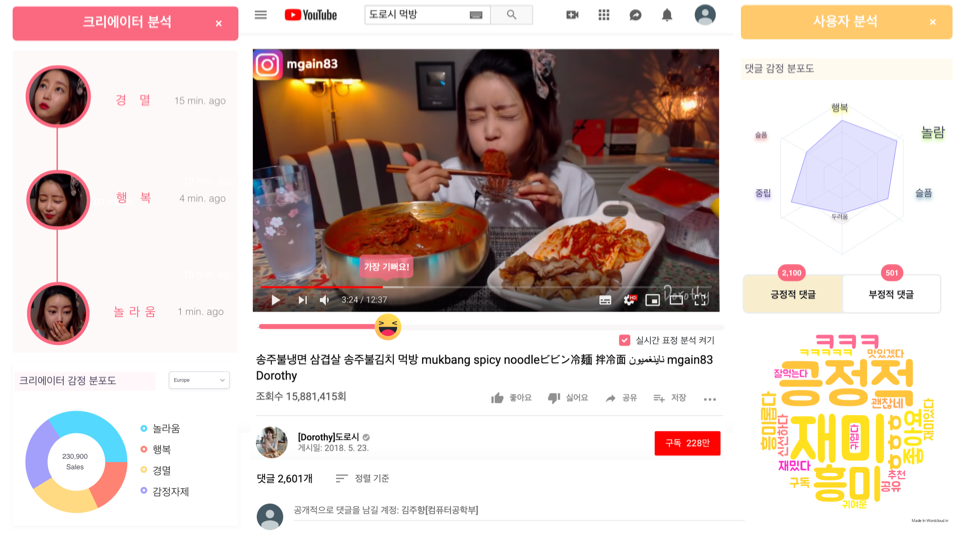 크리에이터 분석 ×
경 멸 15 min. ago
행 복 4 min. ago
놀 라 움 1 min. ago
크리에이터 감정 분포도
Europe
230,900
Sales
놀라움
행복
경멸
감정자제
YouTube
도로시 먹방
mgain83
가장 기뻐요!
3:24 / 12:37
HD
Dorothy
실시간 표정 분석 켜기
송주불냉면 삼겹살 송주불김치 먹방 mukbang spicy noodleビビン冷麺 拌冷面 ناينغميون mgain83
Dorothy
조회수 15,881,415회
좋아요 싫어요 공유 저장
[Dorothy]도로시
게시일: 2018. 5. 23.
구독 228만
댓글 2,601개 정렬 기준
공개적으로 댓글을 남길 계정: 김주향[컴퓨터공학부]
사용자 분석 ×
댓글 감정 분포도
행복
슬픔
놀람
중립
슬픔
두려움
2,100
501
긍정적 댓글
부정적 댓글
ㅋㅋㅋ
ㅋㅋㅋㅋㅋ
맛있겠다
잘먹는다
긍정적
괜찮네
흥미롭다
신선하다
재미
귀엽다
ㅎㅎㅎ
좋아요
재미있다
재밌다
흥미
추천
구독
공유
귀여운
Made in Wordcloud.kr